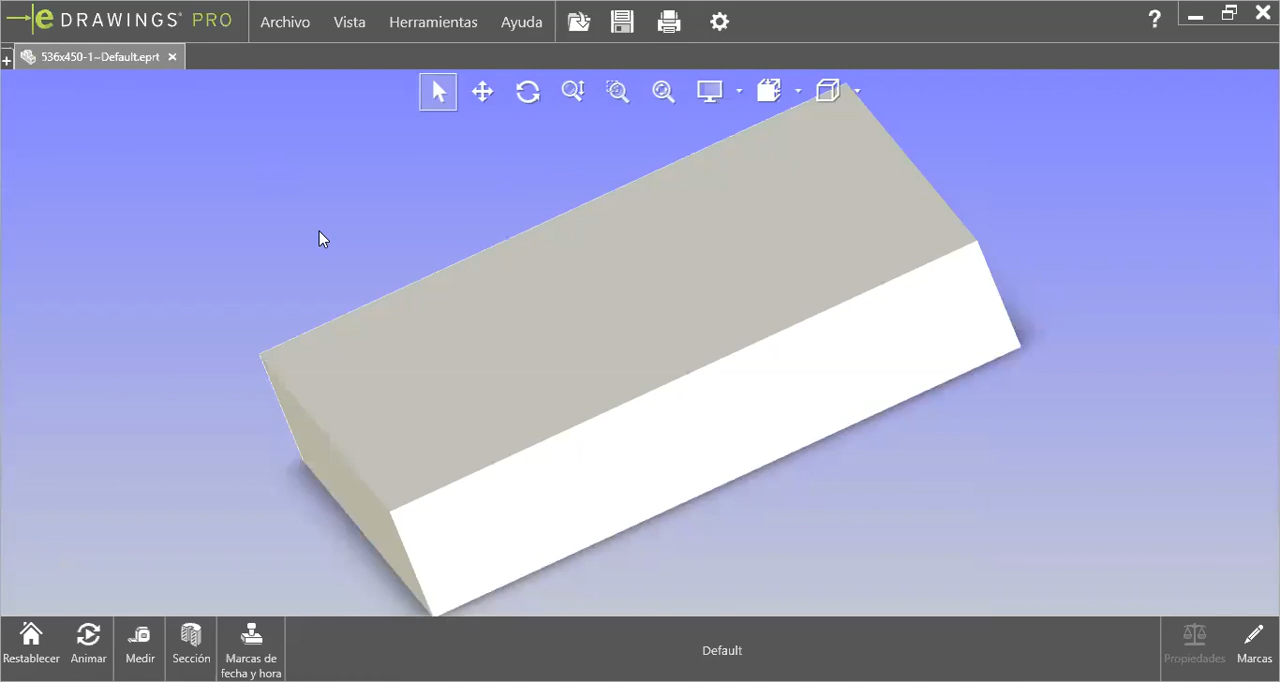 eDRAWINGS® PRO
Archivo Vista Herramientas Ayuda
?
+ 536x450-1~Default.eprt
Restablecer Animar Medir Sección Marcas de fecha y hora
Default
Propiedades Marcas